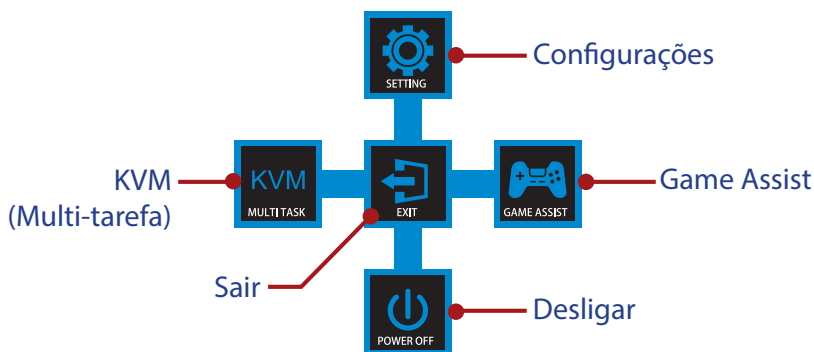 SETTING
Configurações
KVM
(Multi-tarefa)
KVM
MULTI TASK
EXIT
GAME ASSIST
Game Assist
Sair
POWER OFF
Desligar